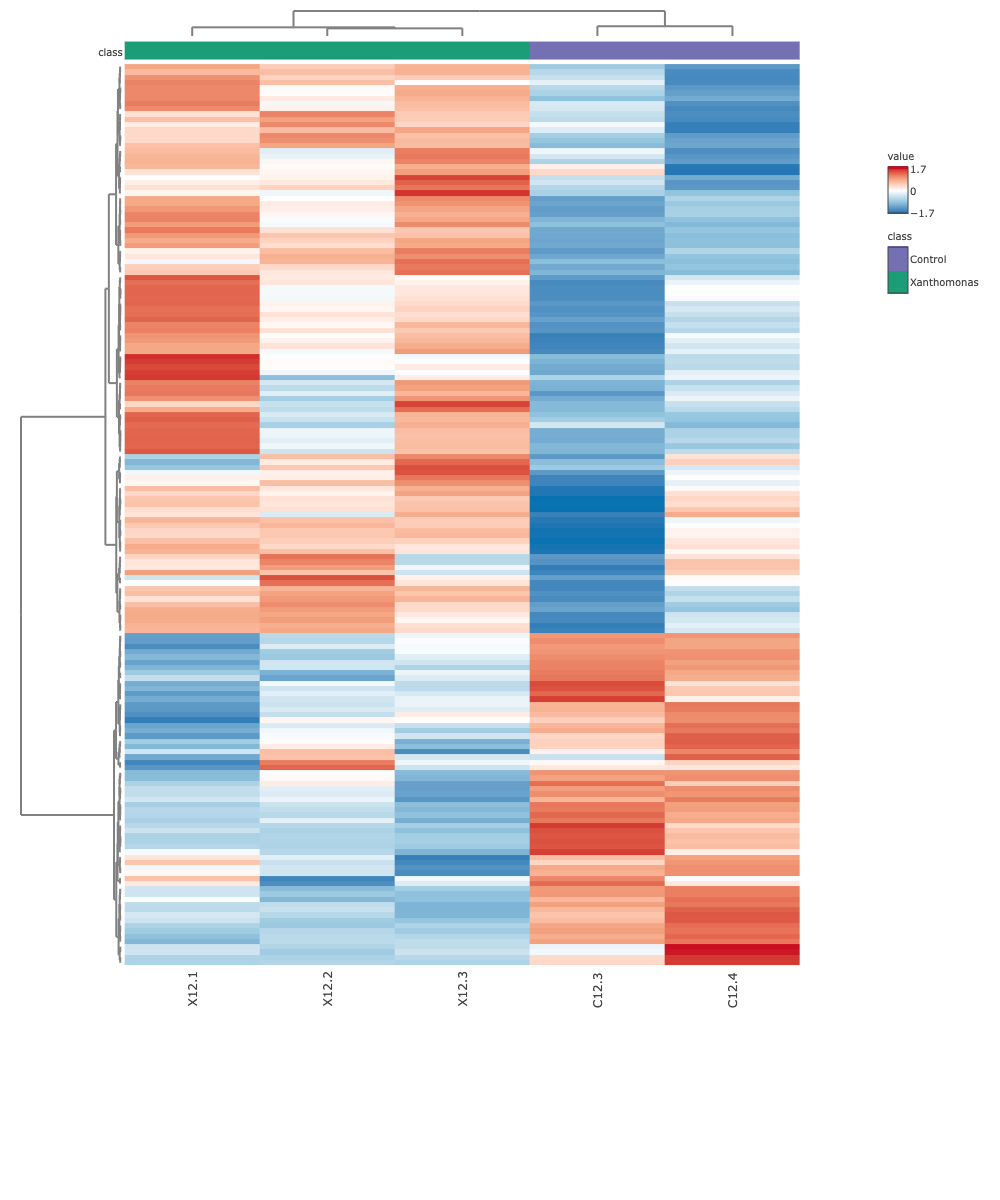 class
value
1.7
0
−1.7
class
Control
Xanthomonas
X12.1
X12.2
X12.3
C12.3
C12.4